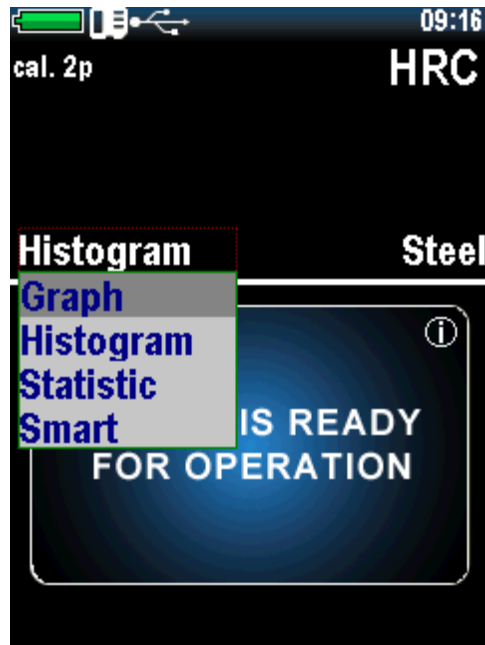 09:16
cal. 2p HRC
Histogram Steel
Graph
Histogram
Statistic
Smart
IS READY
FOR OPERATION